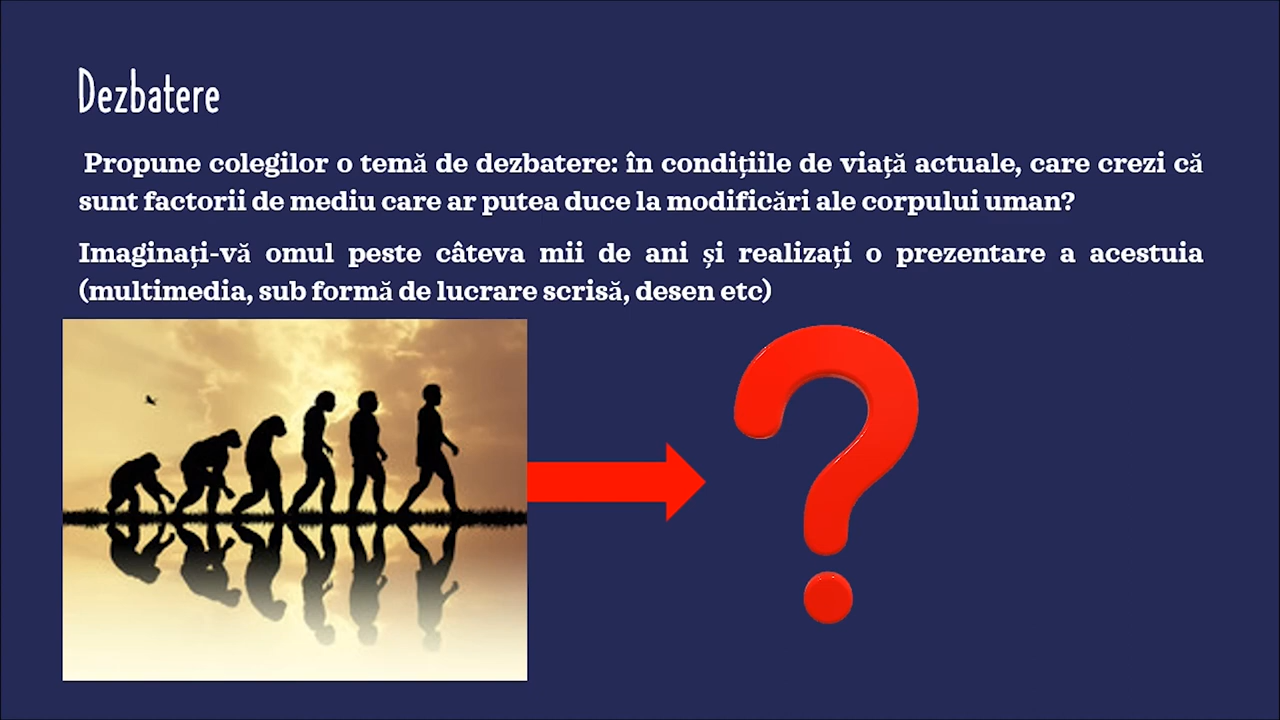 Dezbatere
Propune colegilor o temă de dezbatere: în condițiile de viață actuale, care crezi că
sunt factorii de mediu care ar putea duce la modificări ale corpului uman?
Imaginați-vă omul peste câteva mii de ani și realizați o prezentare a acestuia
(multimedia, sub formă de lucrare scrisă, desen etc)
?